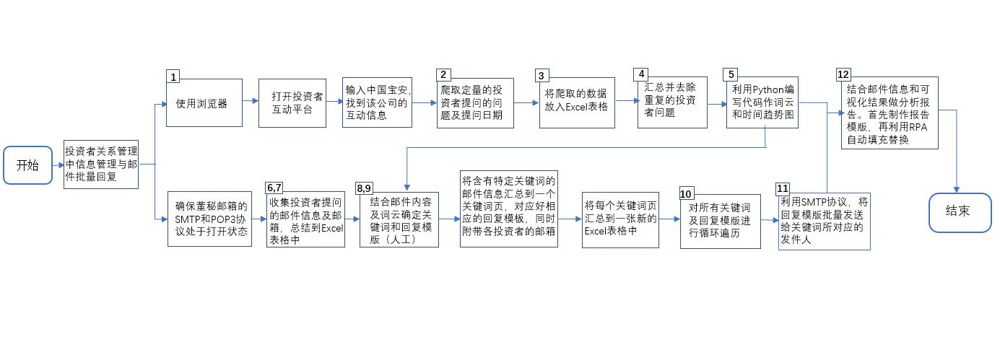 开始
投资者关系管理
中信息管理与邮
件批量回复
1
使用浏览器
打开投资者
互动平台
输入中国宝安,
找到该公司的
互动信息
2
爬取定量的投
资者提问的问
题及提问日期
3
将爬取的数据
放入Excel表格
4
汇总并去除
重复的投资
者问题
5
利用Python编
写代码作词云
和时间趋势图
12
结合邮件信息和可
视化结果做分析报
告。首先制作报告
模版，再利用RPA
自动填充替换
确保董秘邮箱的
SMTP和POP3协
议处于打开状态
6,7
收集投资者提问
的邮件信息及邮
箱，总结到Excel
表格中
8,9
结合邮件内容
及词云确定关
键词和回复模
版（人工）
将含有特定关键词的
邮件信息汇总到一个
关键词页，对应好相
应的回复模板，同时
附带各投资者的邮箱
将每个关键词页
汇总到一张新的
Excel表格中
10
对所有关键词
及回复模版进
行循环遍历
11
利用SMTP协议，将
回复模版批量发送
给关键词所对应的
发件人
结束